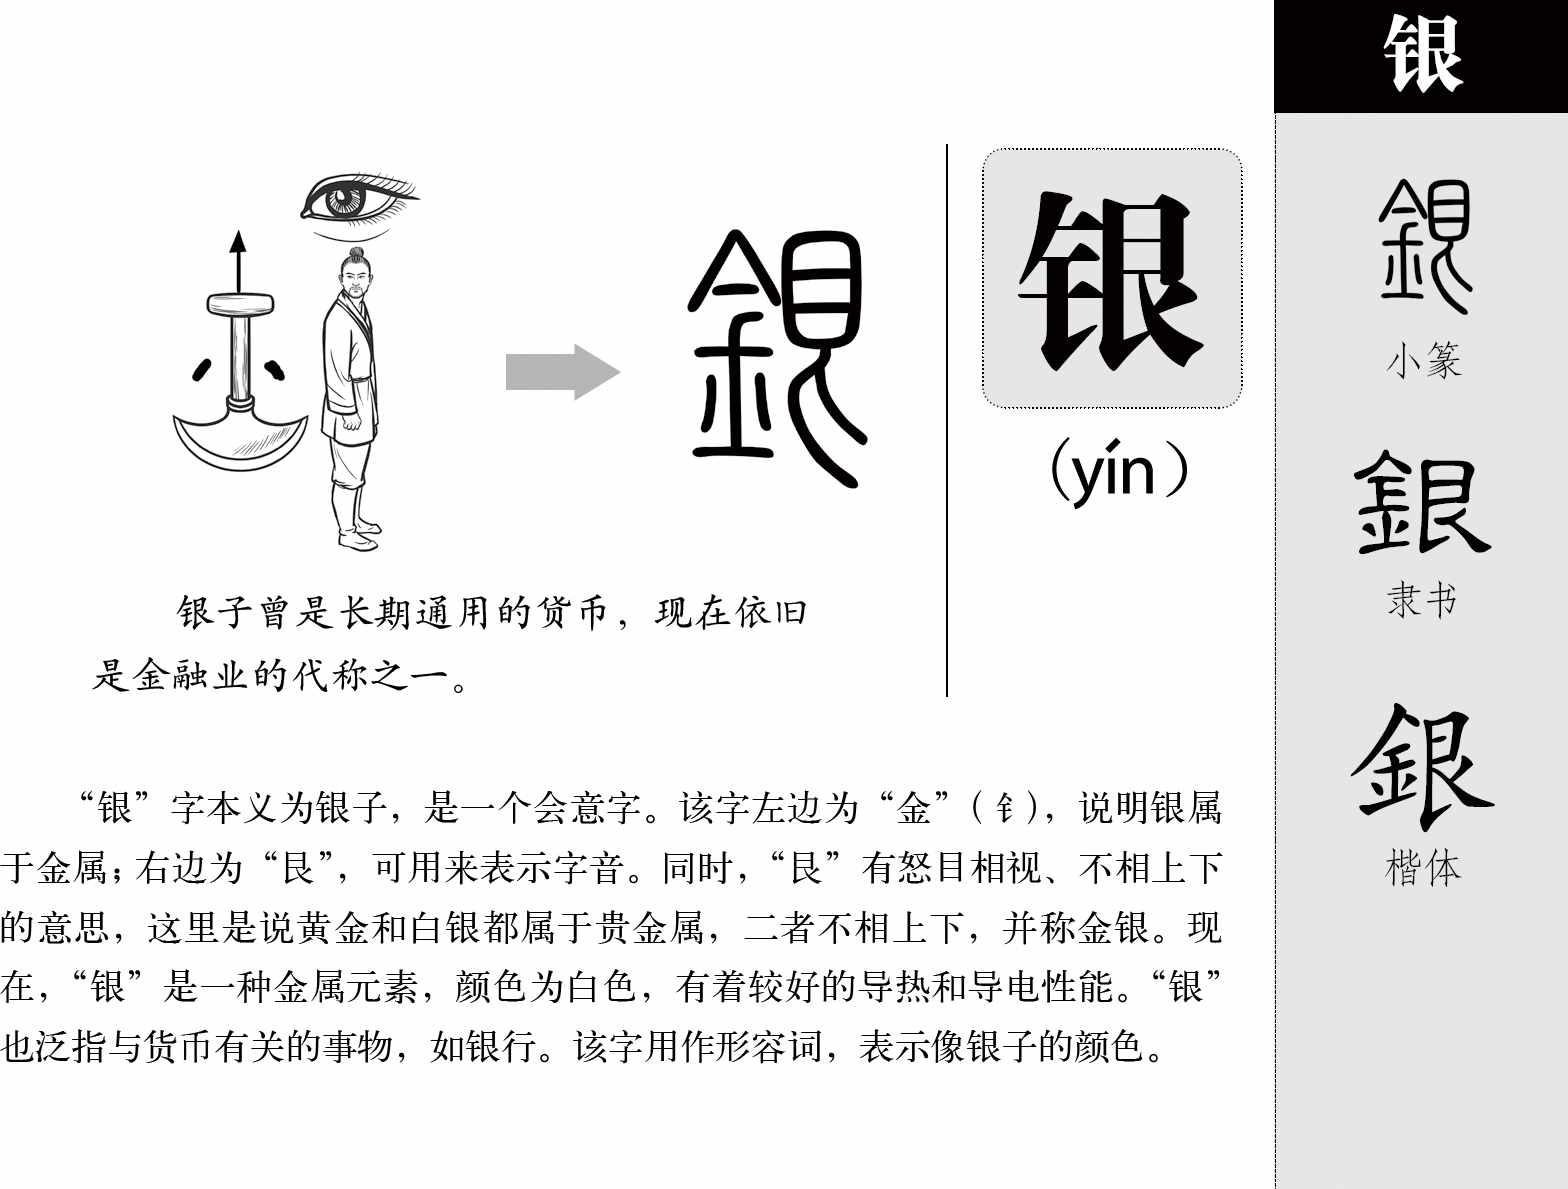 银
銀
银
(yín)
银子曾是长期通用的货币，现在依旧
是金融业的代称之一。
“银”字本义为银子，是一个会意字。该字左边为“金”（钅），说明银属
于金属；右边为“艮”，可用来表示字音。同时，“艮”有怒目相视、不相上下
的意思，这里是说黄金和白银都属于贵金属，二者不相上下，并称金银。现
在，“银”是一种金属元素，颜色为白色，有着较好的导热和导电性能。“银”
也泛指与货币有关的事物，如银行。该字用作形容词，表示像银子的颜色。
銀
小篆
銀
隶书
銀
楷体